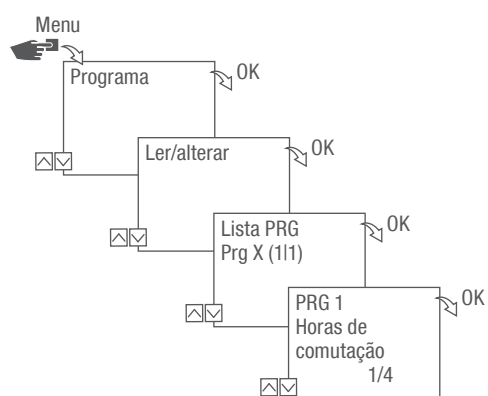 Menu
Programa
OK
Ler/alterar
OK
Lista PRG
Prg X (1|1)
OK
PRG 1
Horas de
comutação
1/4
OK